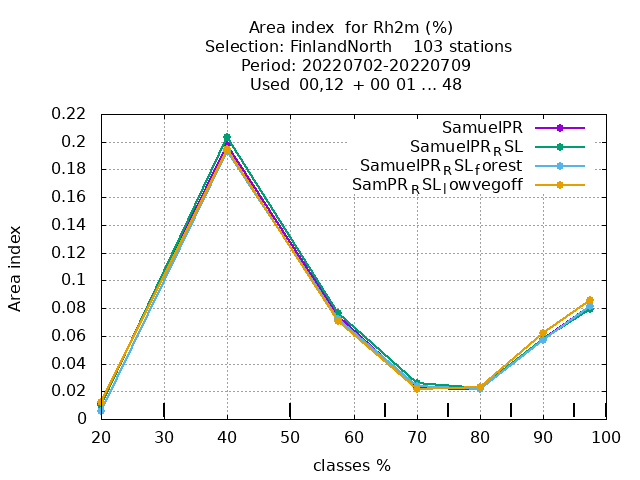 Area index  for Rh2m (%)
Selection: FinlandNorth    103 stations
Period: 20220702-20220709
Used  00,12  + 00 01 ... 48
0.22
0.2
0.18
0.16
0.14
0.12
0.1
0.08
0.06
0.04
0.02
0
Area index
SamuelPR
SamuelPR_RSL
SamuelPR_RSL_forest
SamPR_RSL_lowvegoff
20 30 40 50 60 70 80 90 100
classes %